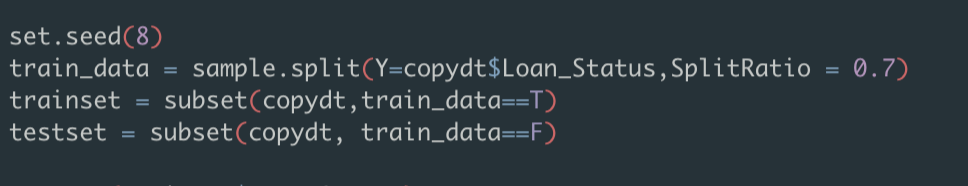 set.seed(8)
train_data = sample.split(Y=copydt$Loan_Status,SplitRatio = 0.7)
trainset = subset(copydt,train_data==T)
testset = subset(copydt, train_data==F)